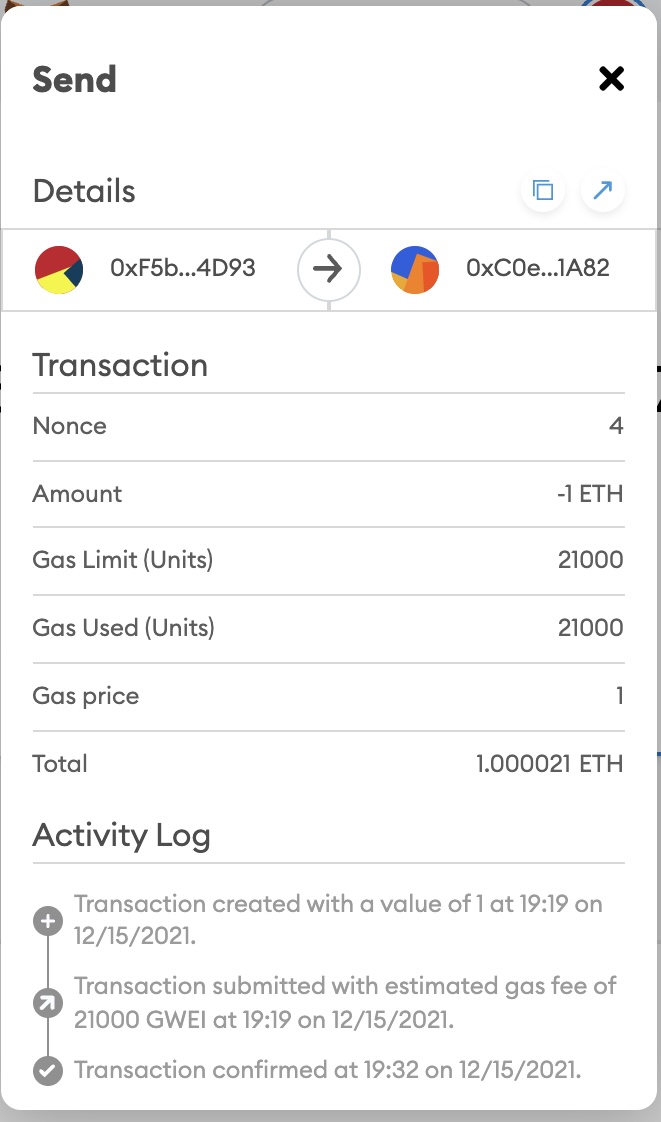 Send
Details
0xF5b...4D93
0xC0e...1A82
Transaction
Nonce 4
Amount -1 ETH
Gas Limit (Units) 21000
Gas Used (Units) 21000
Gas price 1
Total 1.000021 ETH
Activity Log
Transaction created with a value of 1 at 19:19 on
12/15/2021.
Transaction submitted with estimated gas fee of
21000 GWEI at 19:19 on 12/15/2021.
Transaction confirmed at 19:32 on 12/15/2021.